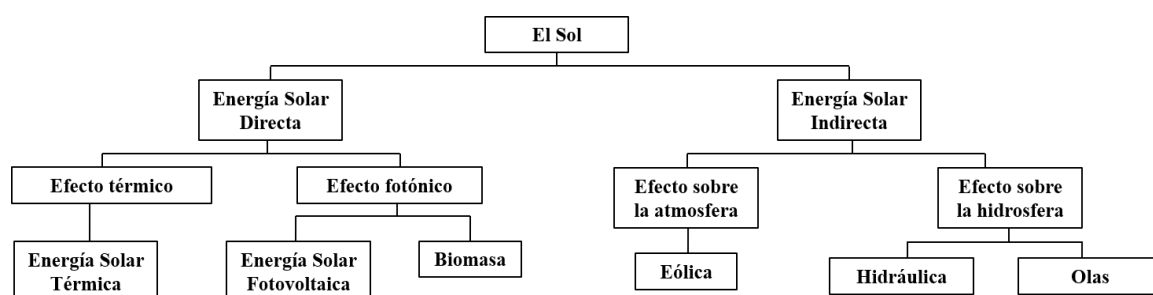 El Sol
Energía Solar
Directa
Energía Solar
Indirecta
Efecto térmico
Efecto fotónico
Efecto sobre
la atmosfera
Efecto sobre
la hidrosfera
Energía Solar
Térmica
Energía Solar
Fotovoltaica
Biomasa
Eólica
Hidráulica
Olas